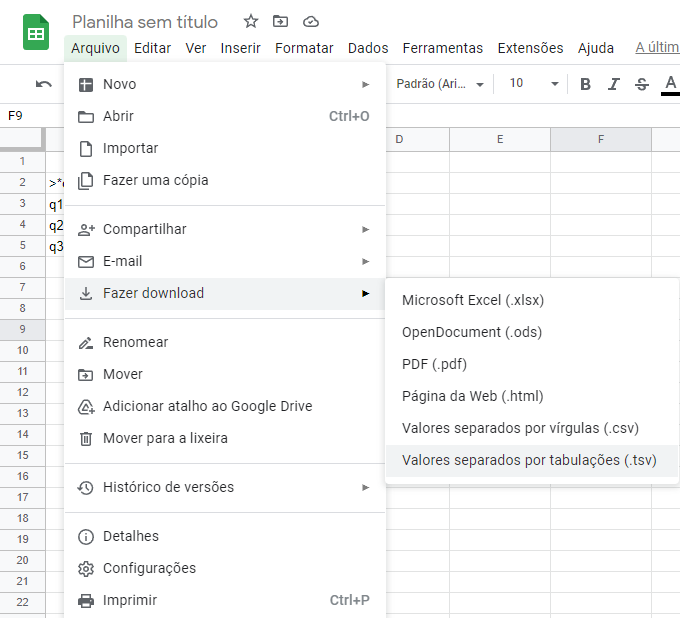 Planilha sem título
Arquivo Editar Ver Inserir Formatar Dados Ferramentas Extensões Ajuda A últim
Padrão (Ari... 10 B I S A
F9
D E F
1
2 >*
3 q1
4 q2
5 q3
6
7
8
9
10
11
12
13
14
15
16
17
18
19
20
21
22
Novo
Abrir Ctrl+O
Importar
Fazer uma cópia
Compartilhar
E-mail
Fazer download
Renomear
Mover
Adicionar atalho ao Google Drive
Mover para a lixeira
Histórico de versões
Detalhes
Configurações
Imprimir Ctrl+P
Microsoft Excel (.xlsx)
OpenDocument (.ods)
PDF (.pdf)
Página da Web (.html)
Valores separados por vírgulas (.csv)
Valores separados por tabulações (.tsv)